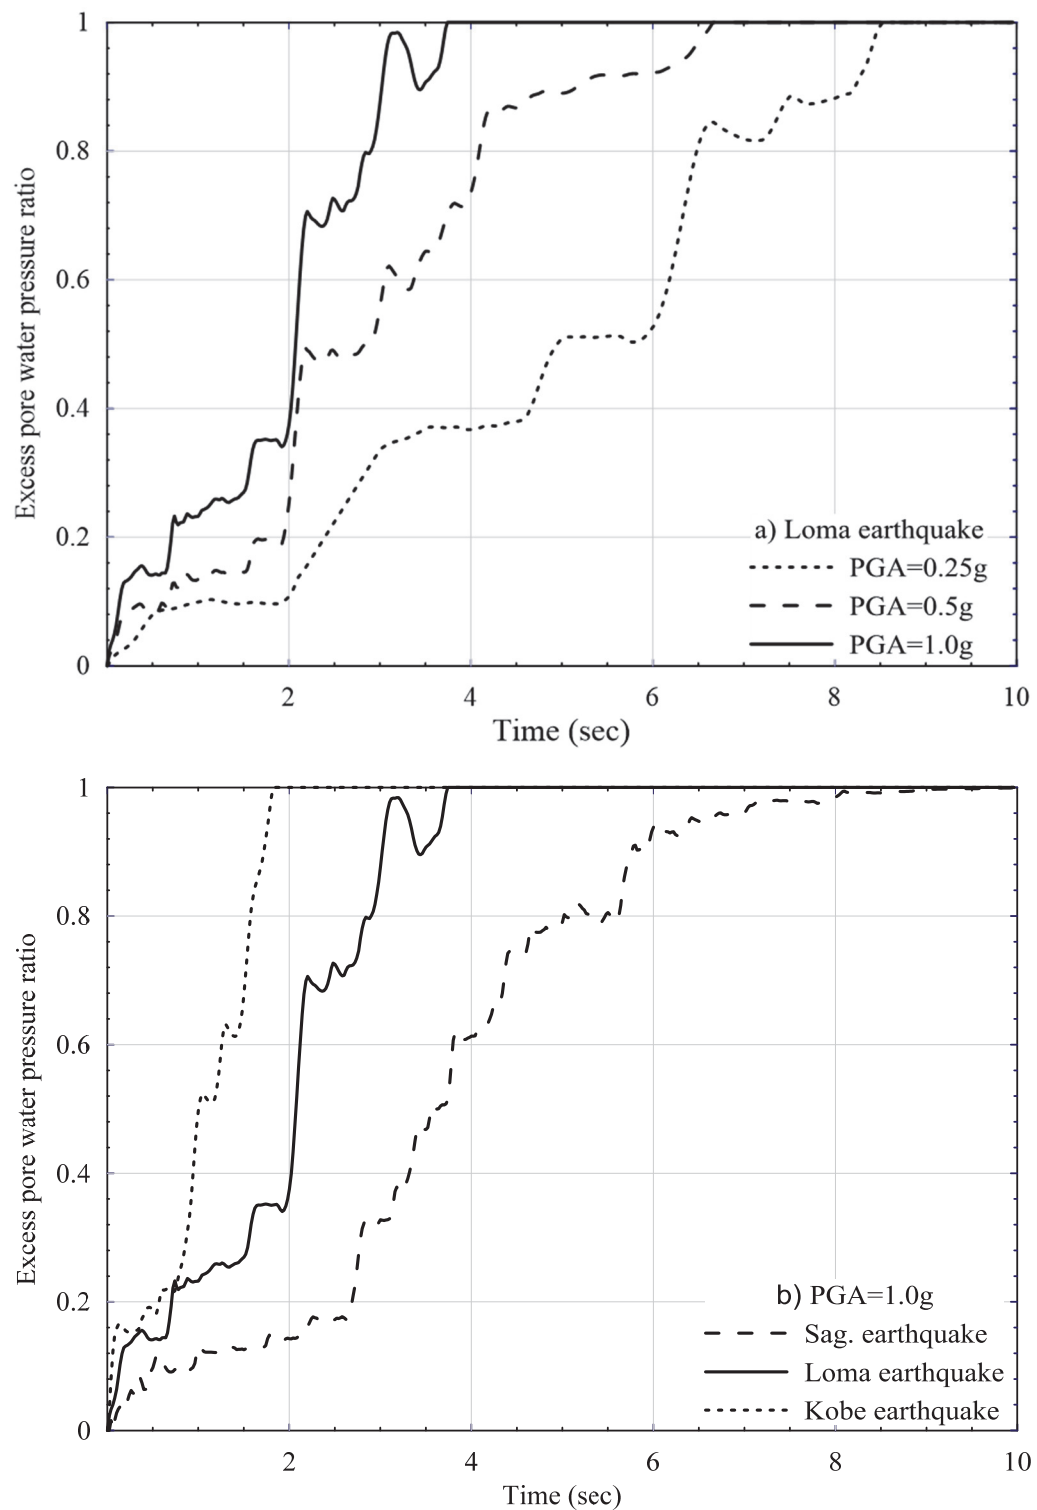 1
0.8
0.6
0.4
0.2
0
Excess pore water pressure ratio
a) Loma earthquake
PGA=0.25g
PGA=0.5g
PGA=1.0g
2 4 6 8 10
Time (sec)
1
0.8
0.6
0.4
0.2
0
Excess pore water pressure ratio
b) PGA=1.0g
Sag. earthquake
Loma earthquake
Kobe earthquake
2 4 6 8 10
Time (sec)